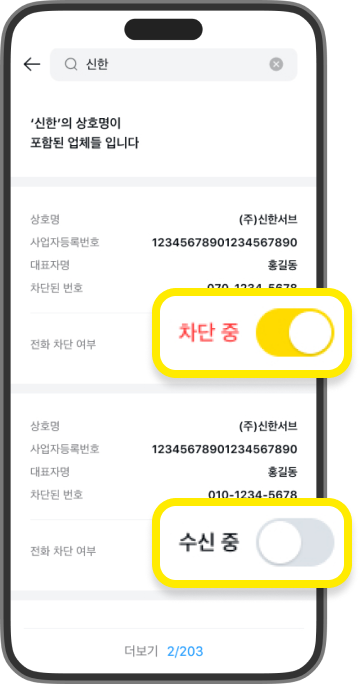 신한
‘신한’의 상호명이
포함된 업체들 입니다
상호명 (주)신한서브
사업자등록번호 12345678901234567890
대표자명 홍길동
차단된 번호 070-1234-5678
전화 차단 여부 차단 중
상호명 (주)신한서브
사업자등록번호 12345678901234567890
대표자명 홍길동
차단된 번호 010-1234-5678
전화 차단 여부 수신 중
더보기 2/203